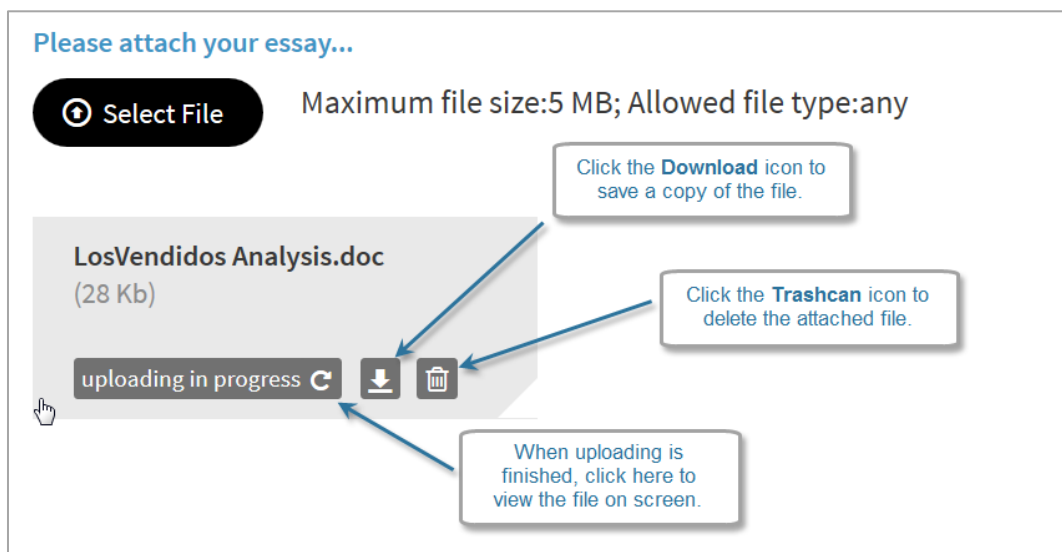 Please attach your essay...
Select File
Maximum file size:5 MB; Allowed file type:any
Click the Download icon to
save a copy of the file.
LosVendidos Analysis.doc
(28 Kb)
Click the Trashcan icon to
delete the attached file.
uploading in progress
When uploading is
finished, click here to
view the file on screen.